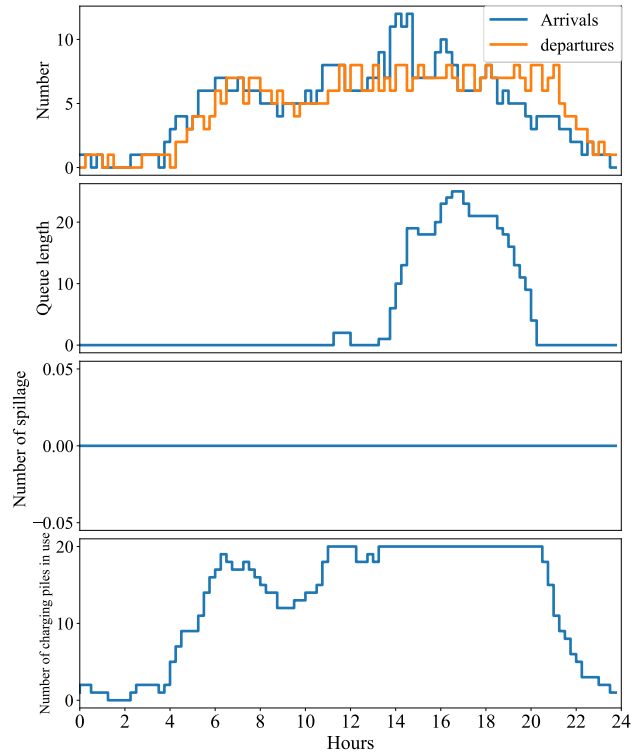 Arrivals
departures
10
5
0
Number
20
10
0
Queue length
0.05
0.00
−0.05
Number of spillage
20
10
0
Number of charging piles in use
0 2 4 6 8 10 12 14 16 18 20 22 24
Hours